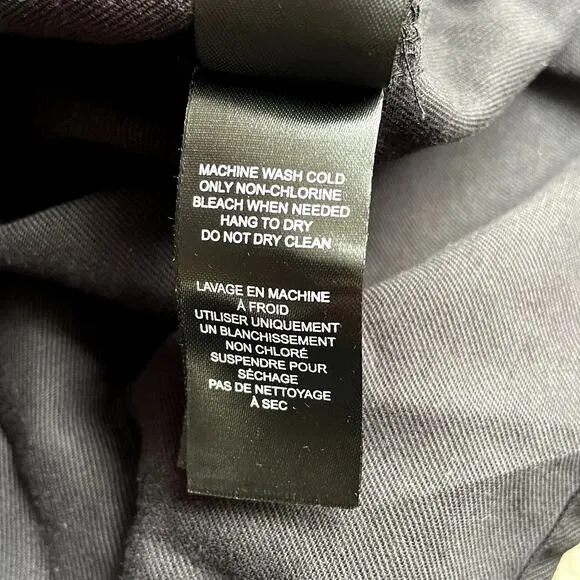 MACHINE WASH COLD
ONLY NON-CHLORINE
BLEACH WHEN NEEDED
HANG TO DRY
DO NOT DRY CLEAN
LAVAGE EN MACHINE
À FROID
UTILISER UNIQUEMENT
UN BLANCHISSEMENT
NON CHLORÉ
SUSPENDRE POUR
SÉCHAGE
PAS DE NETTOYAGE
À SEC